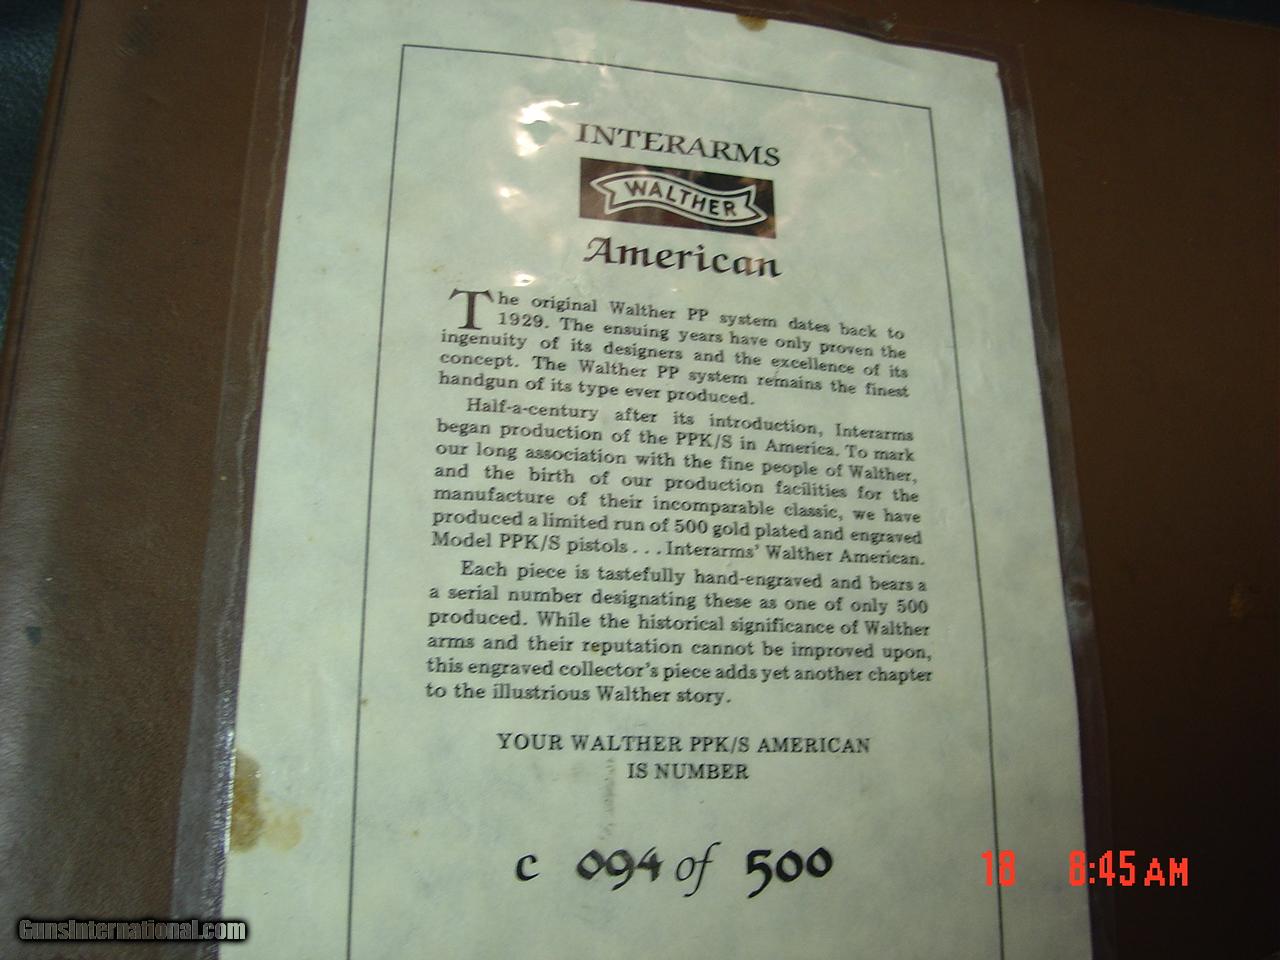 INTERARMS
WALTHER
American
The original Walther PP system dates back to
1929. The ensuing years have only proven the
ingenuity of its designers and the excellence of its
concept. The Walther PP system remains the finest
handgun of its type ever produced.
Half-a-century after its introduction, Interarms
began production of the PPK/S in America. To mark
our long association with the fine people of Walther,
and the birth of our production facilities for the
manufacture of their incomparable classic, we have
produced a limited run of 500 gold plated and engraved
Model PPK/S pistols . . . Interarms' Walther American.
Each piece is tastefully hand-engraved and bears a
a serial number designating these as one of only 500
produced. While the historical significance of Walther
arms and their reputation cannot be improved upon,
this engraved collector's piece adds yet another chapter
to the illustrious Walther story.
YOUR WALTHER PPK/S AMERICAN
IS NUMBER
C 094 of 500
18 8:45 AM
GunsInternational.com